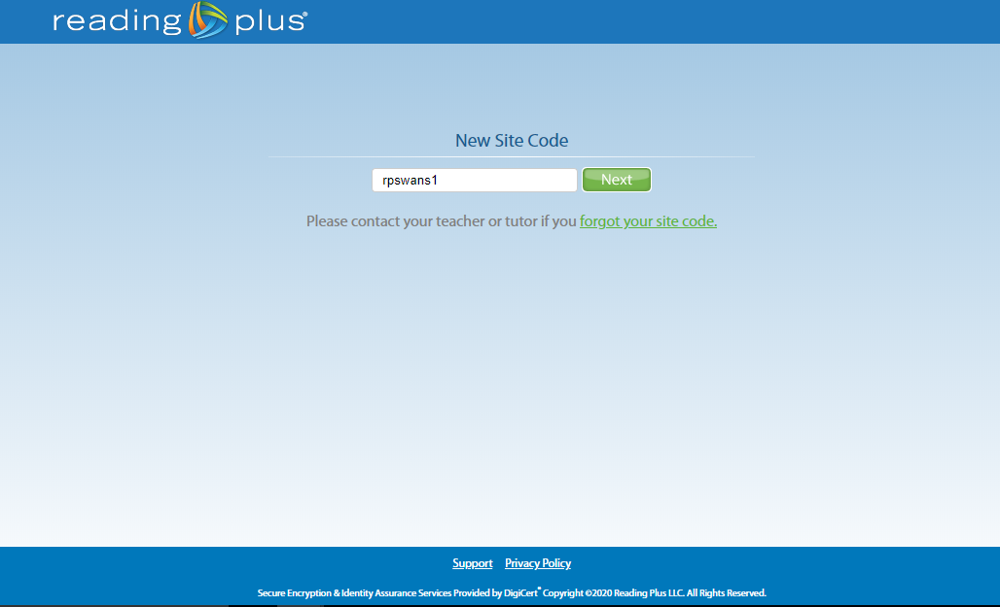 reading plus®
New Site Code
rpswans1 Next
Please contact your teacher or tutor if you forgot your site code.
Support Privacy Policy
Secure Encryption & Identity Assurance Services Provided by DigiCert® Copyright ©2020 Reading Plus LLC. All Rights Reserved.